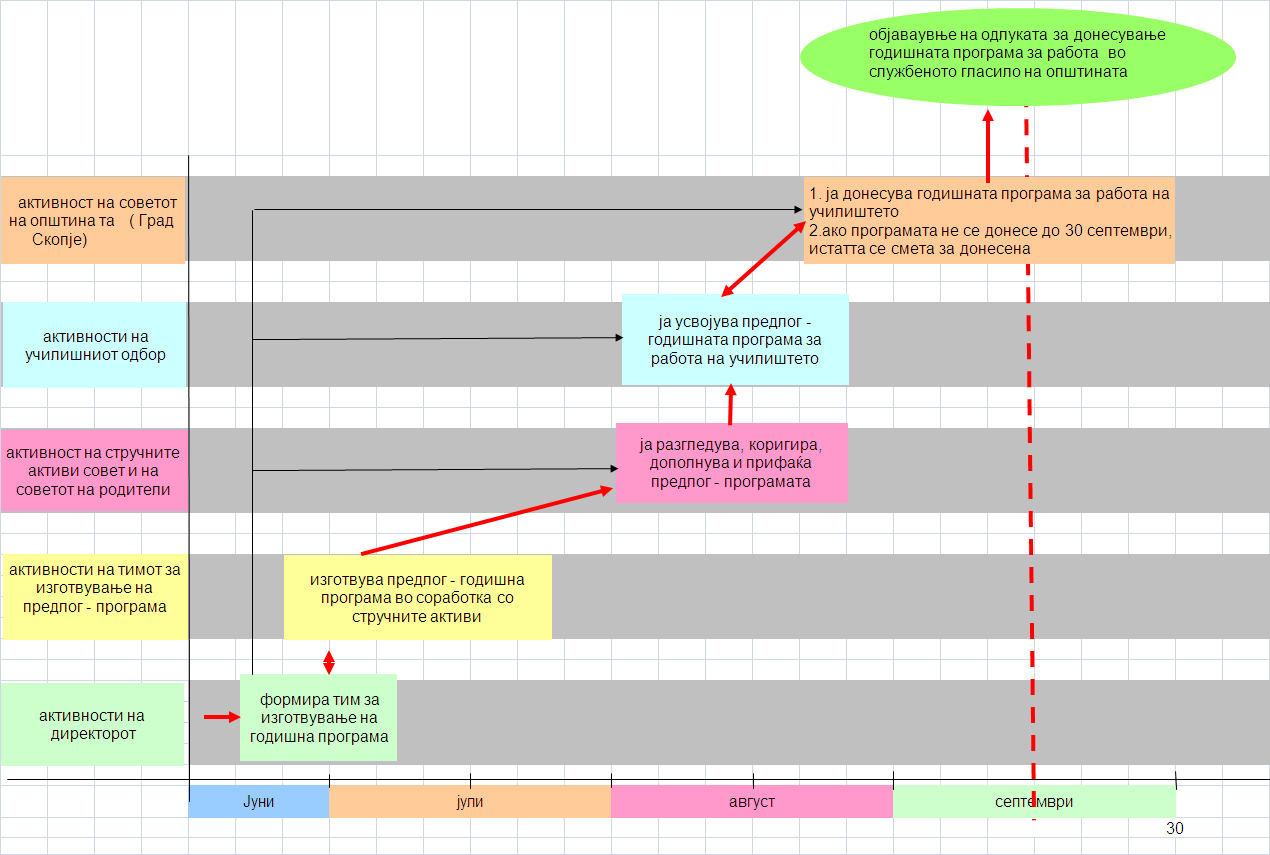 објаваувње на одлуката за донесување
годишната програма за работа во
службеното гласило на општината
активност на советот
на општина та ( Град
Скопје)
1. ја донесува годишната програма за работа на
училиштето
2.ако програмата не се донесе до 30 септември,
истатта се смета за донесена
активности на
училишниот одбор
ја усвојува предлог -
годишната програма за
работа на училиштето
активност на стручните
активи совет и на
советот на родители
ја разгледува, коригира,
дополнува и прифаќа
предлог - програмата
активности на тимот за
изготвување на
предлог - програма
изготвува предлог - годишна
програма во соработка со
стручните активи
активности на
директорот
формира тим за
изготвување на
годишна програма
Јуни
јули
август
септември
30